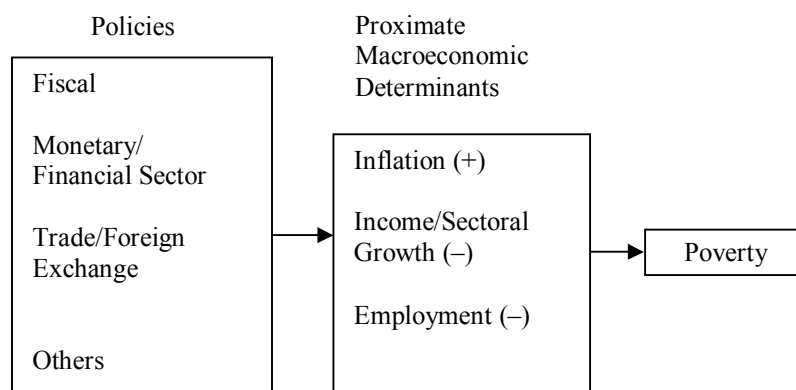 Policies
Proximate
Macroeconomic
Determinants
Fiscal
Monetary/
Financial Sector
Trade/Foreign
Exchange
Others
Inflation (+)
Income/Sectoral
Growth (–)
Employment (–)
Poverty